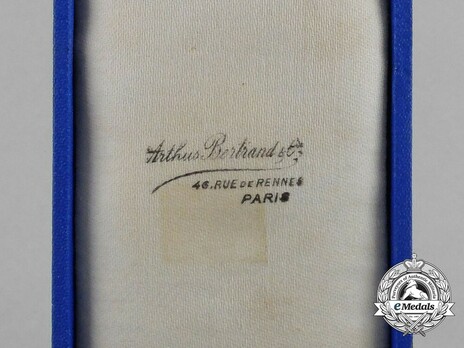 Arthus Bertrand & Cie
46. RUE DE RENNES
PARIS
eMedals